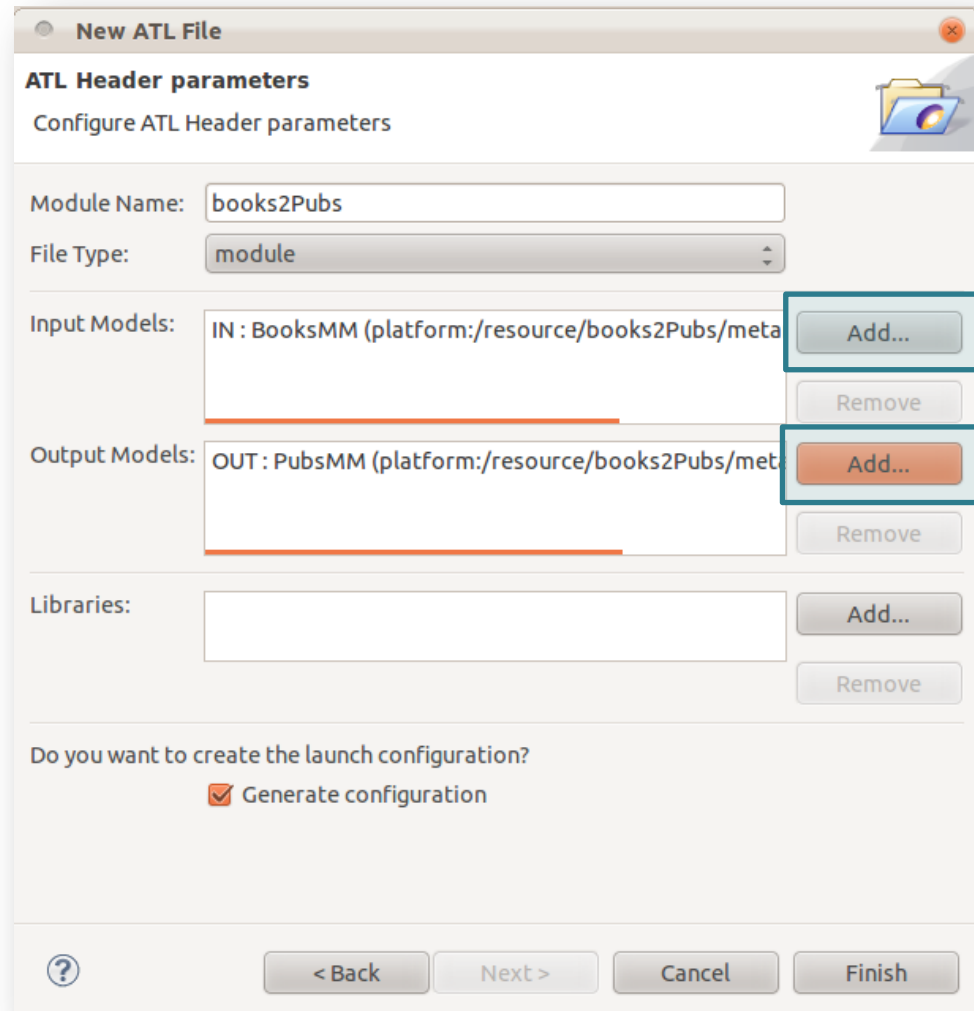 New ATL File
ATL Header parameters
Configure ATL Header parameters
Module Name: books2Pubs
File Type: module
Input Models: IN : BooksMM (platform:/resource/books2Pubs/meta Add...
Remove
Output Models: OUT : PubsMM (platform:/resource/books2Pubs/meta Add...
Remove
Libraries: Add...
Remove
Do you want to create the launch configuration?
Generate configuration
? < Back Next > Cancel Finish